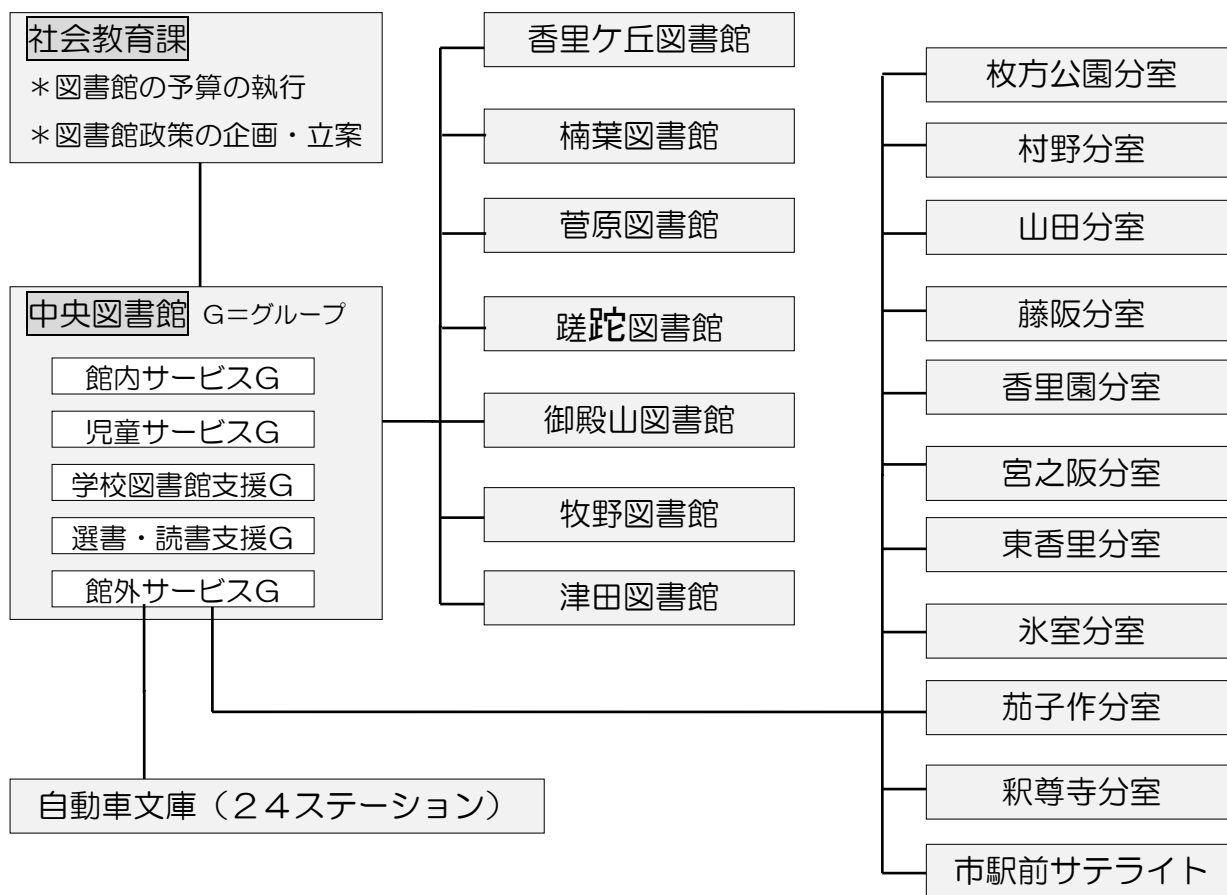 社会教育課
＊図書館の予算の執行
＊図書館政策の企画・立案
中央図書館 G＝グループ
館内サービスG
児童サービスG
学校図書館支援G
選書・読書支援G
館外サービスG
自動車文庫（２４ステーション）
香里ケ丘図書館
楠葉図書館
菅原図書館
蹉跎図書館
御殿山図書館
牧野図書館
津田図書館
枚方公園分室
村野分室
山田分室
藤阪分室
香里園分室
宮之阪分室
東香里分室
氷室分室
茄子作分室
釈尊寺分室
市駅前サテライト